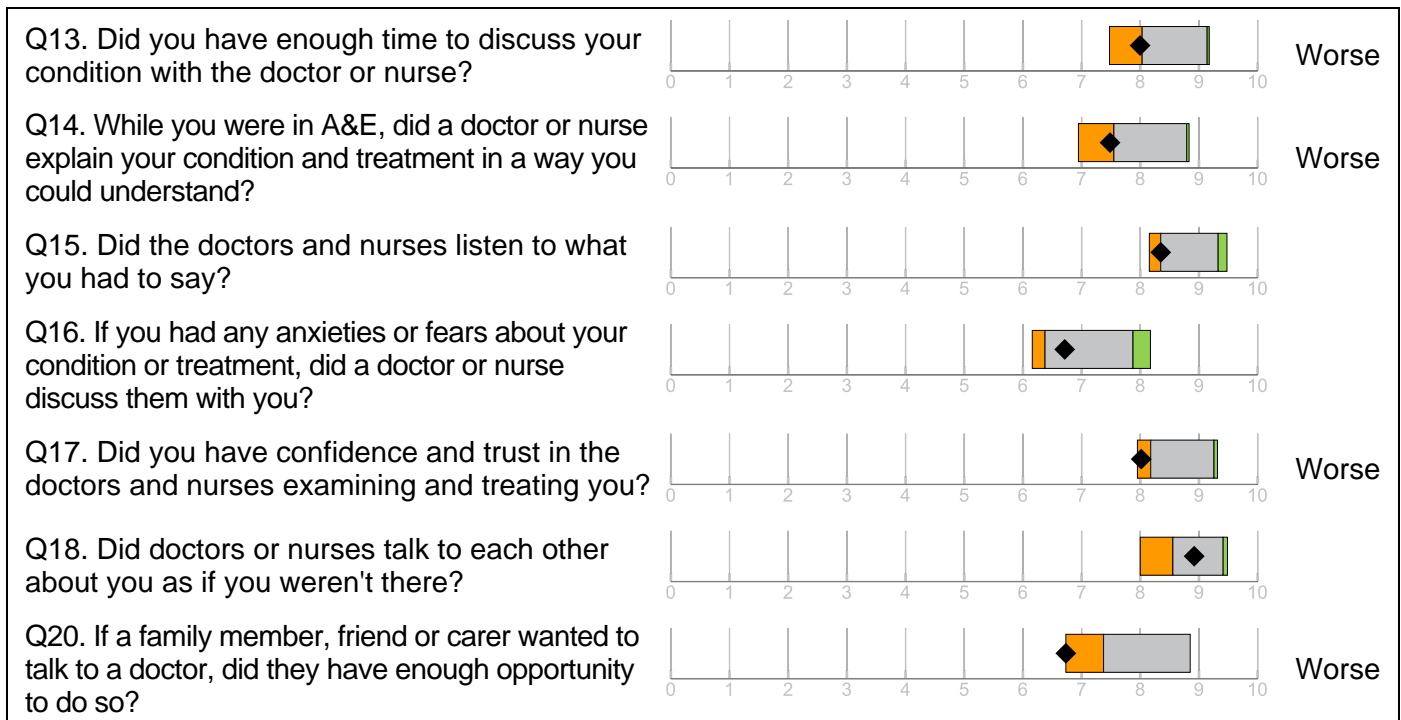 Q13. Did you have enough time to discuss your
condition with the doctor or nurse?
0 1 2 3 4 5 6 7 8 9 10
Worse
Q14. While you were in A&E, did a doctor or nurse
explain your condition and treatment in a way you
could understand?
0 1 2 3 4 5 6 7 8 9 10
Worse
Q15. Did the doctors and nurses listen to what
you had to say?
0 1 2 3 4 5 6 7 8 9 10
Q16. If you had any anxieties or fears about your
condition or treatment, did a doctor or nurse
discuss them with you?
0 1 2 3 4 5 6 7 8 9 10
Q17. Did you have confidence and trust in the
doctors and nurses examining and treating you?
0 1 2 3 4 5 6 7 8 9 10
Worse
Q18. Did doctors or nurses talk to each other
about you as if you weren't there?
0 1 2 3 4 5 6 7 8 9 10
Q20. If a family member, friend or carer wanted to
talk to a doctor, did they have enough opportunity
to do so?
0 1 2 3 4 5 6 7 8 9 10
Worse